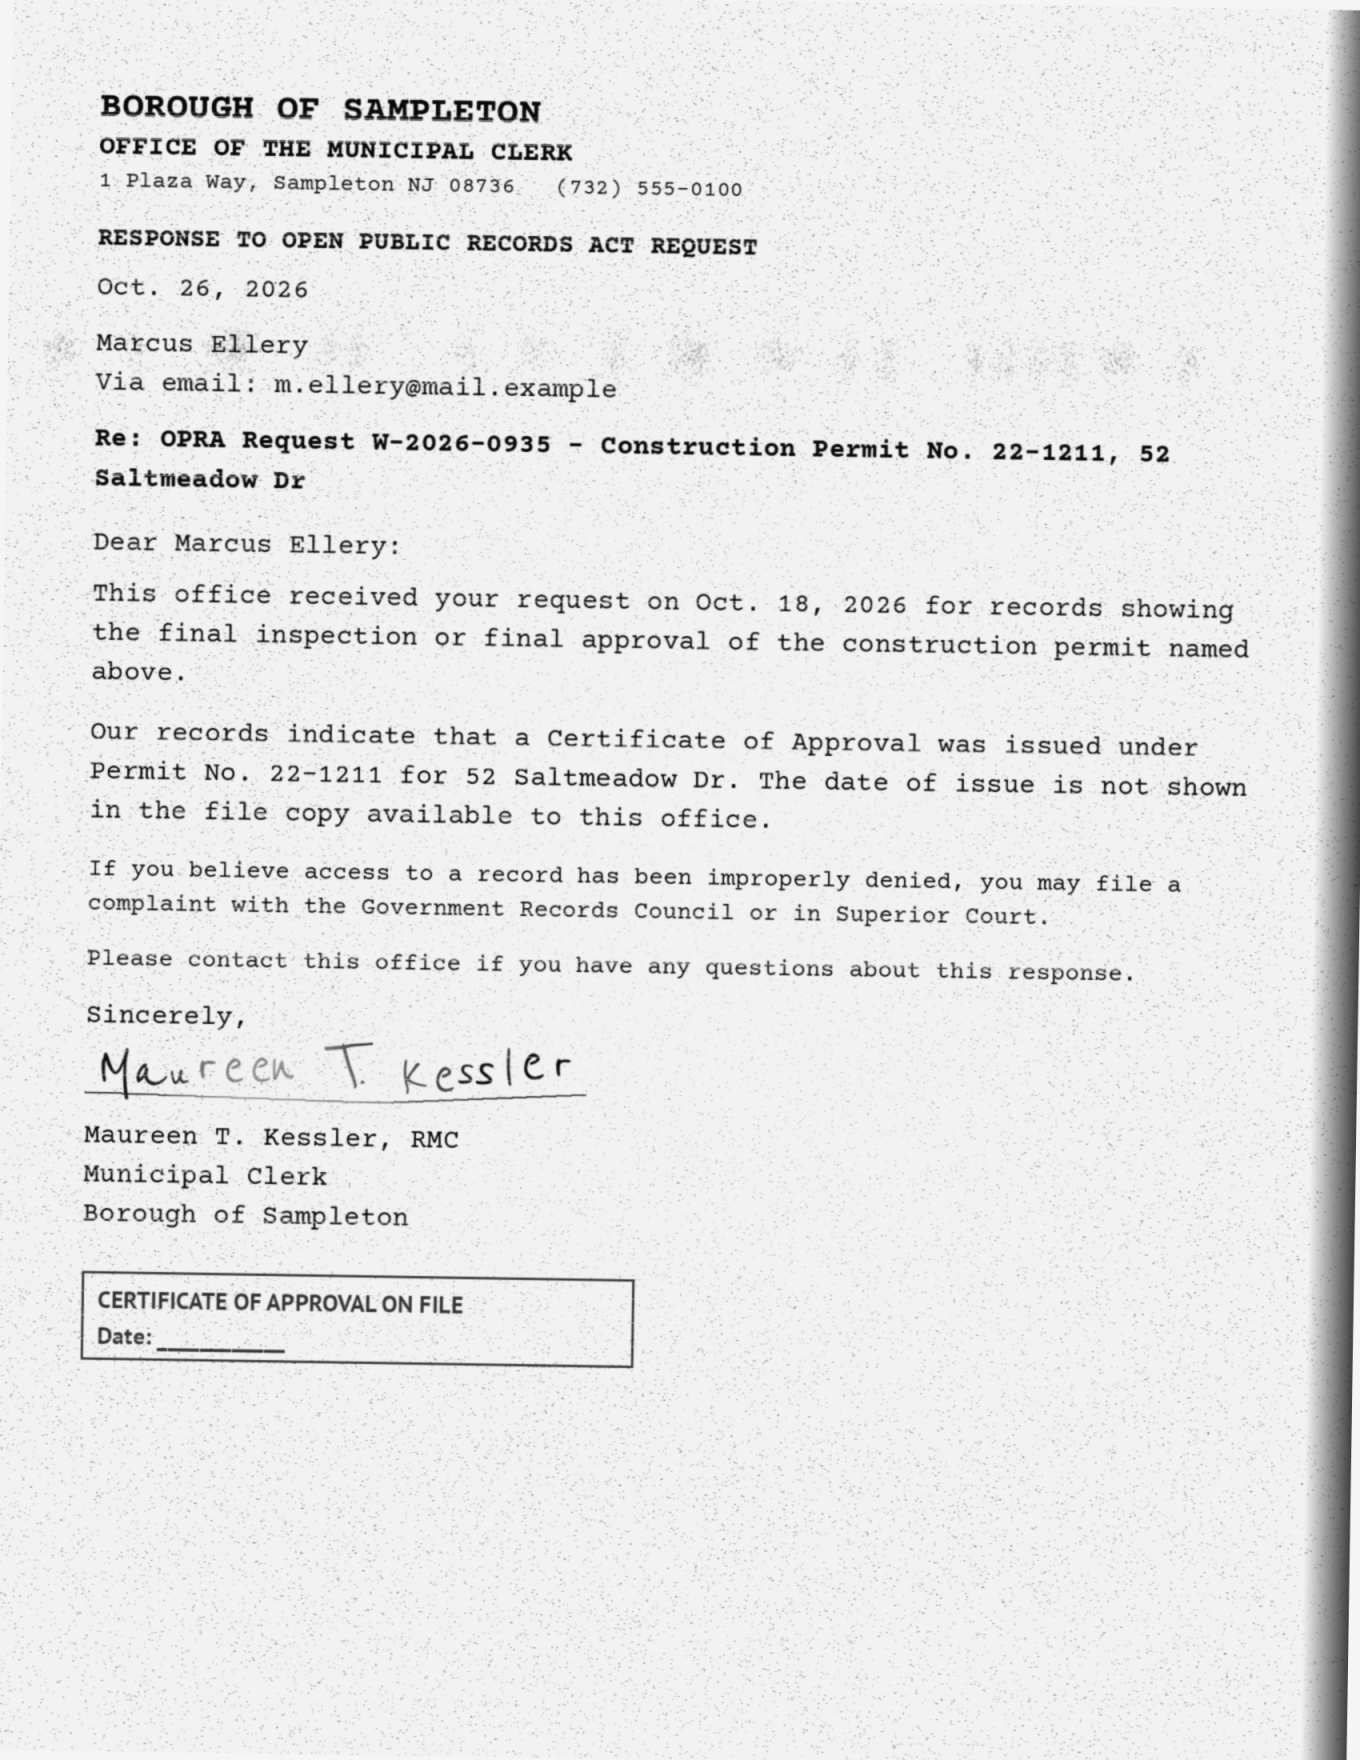 BOROUGH OF SAMPLETON
OFFICE OF THE MUNICIPAL CLERK
1 Plaza Way, Sampleton NJ 08736   (732) 555-0100
RESPONSE TO OPEN PUBLIC RECORDS ACT REQUEST
Oct. 26, 2026
Marcus Ellery
Via email: m.ellery@mail.example
Re: OPRA Request W-2026-0935 - Construction Permit No. 22-1211, 52
Saltmeadow Dr
Dear Marcus Ellery:
This office received your request on Oct. 18, 2026 for records showing
the final inspection or final approval of the construction permit named
above.
Our records indicate that a Certificate of Approval was issued under
Permit No. 22-1211 for 52 Saltmeadow Dr. The date of issue is not shown
in the file copy available to this office.
If you believe access to a record has been improperly denied, you may file a
complaint with the Government Records Council or in Superior Court.
Please contact this office if you have any questions about this response.
Sincerely,
Maureen T. Kessler
Maureen T. Kessler, RMC
Municipal Clerk
Borough of Sampleton
CERTIFICATE OF APPROVAL ON FILE
Date: ____________